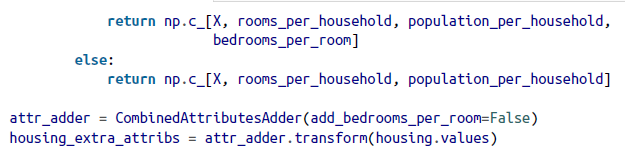 return np.c_[X, rooms_per_household, population_per_household,
bedrooms_per_room]
else:
return np.c_[X, rooms_per_household, population_per_household]
attr_adder = CombinedAttributesAdder(add_bedrooms_per_room=False)
housing_extra_attribs = attr_adder.transform(housing.values)